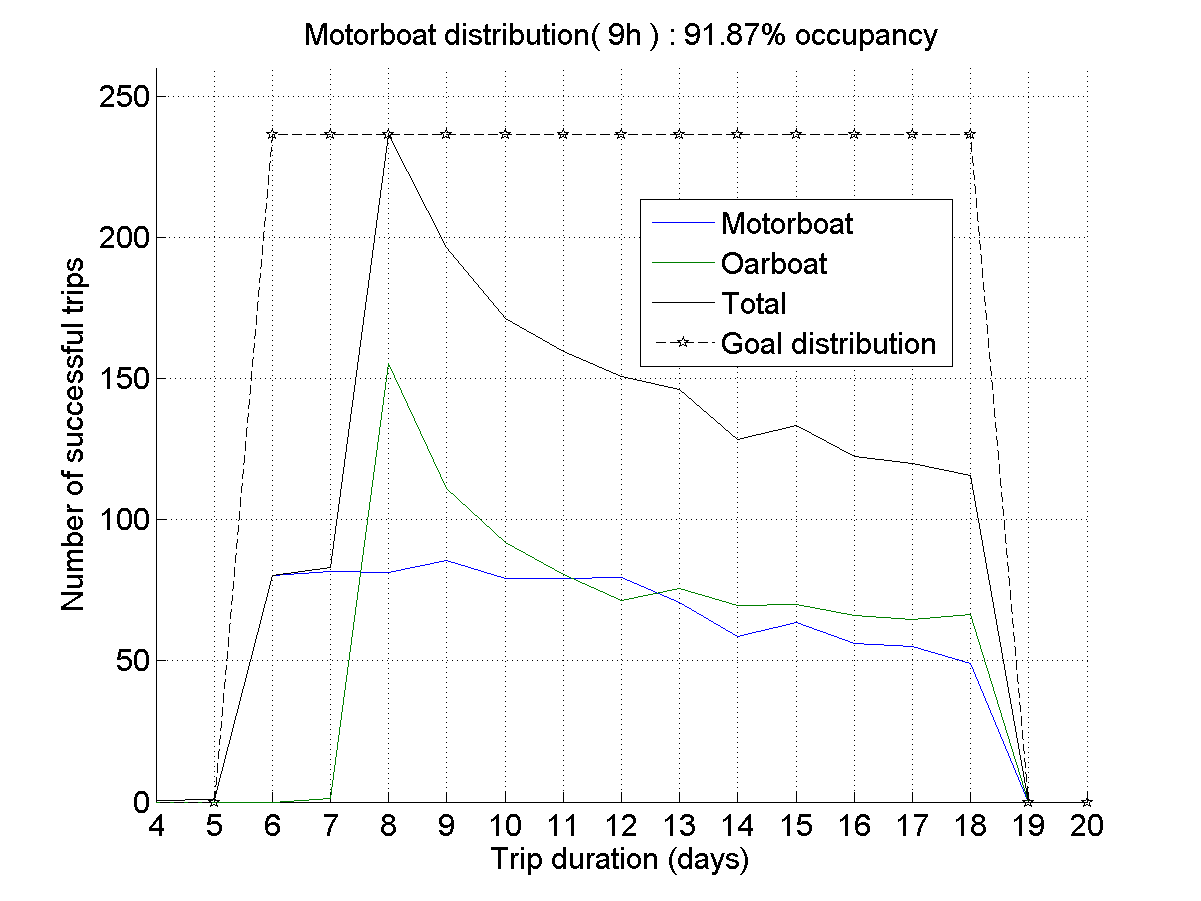 Motorboat distribution( 9h ) : 91.87% occupancy
250
200
150
100
50
0
Number of successful trips
Motorboat
Oarboat
Total
Goal distribution
4 5 6 7 8 9 10 11 12 13 14 15 16 17 18 19 20
Trip duration (days)